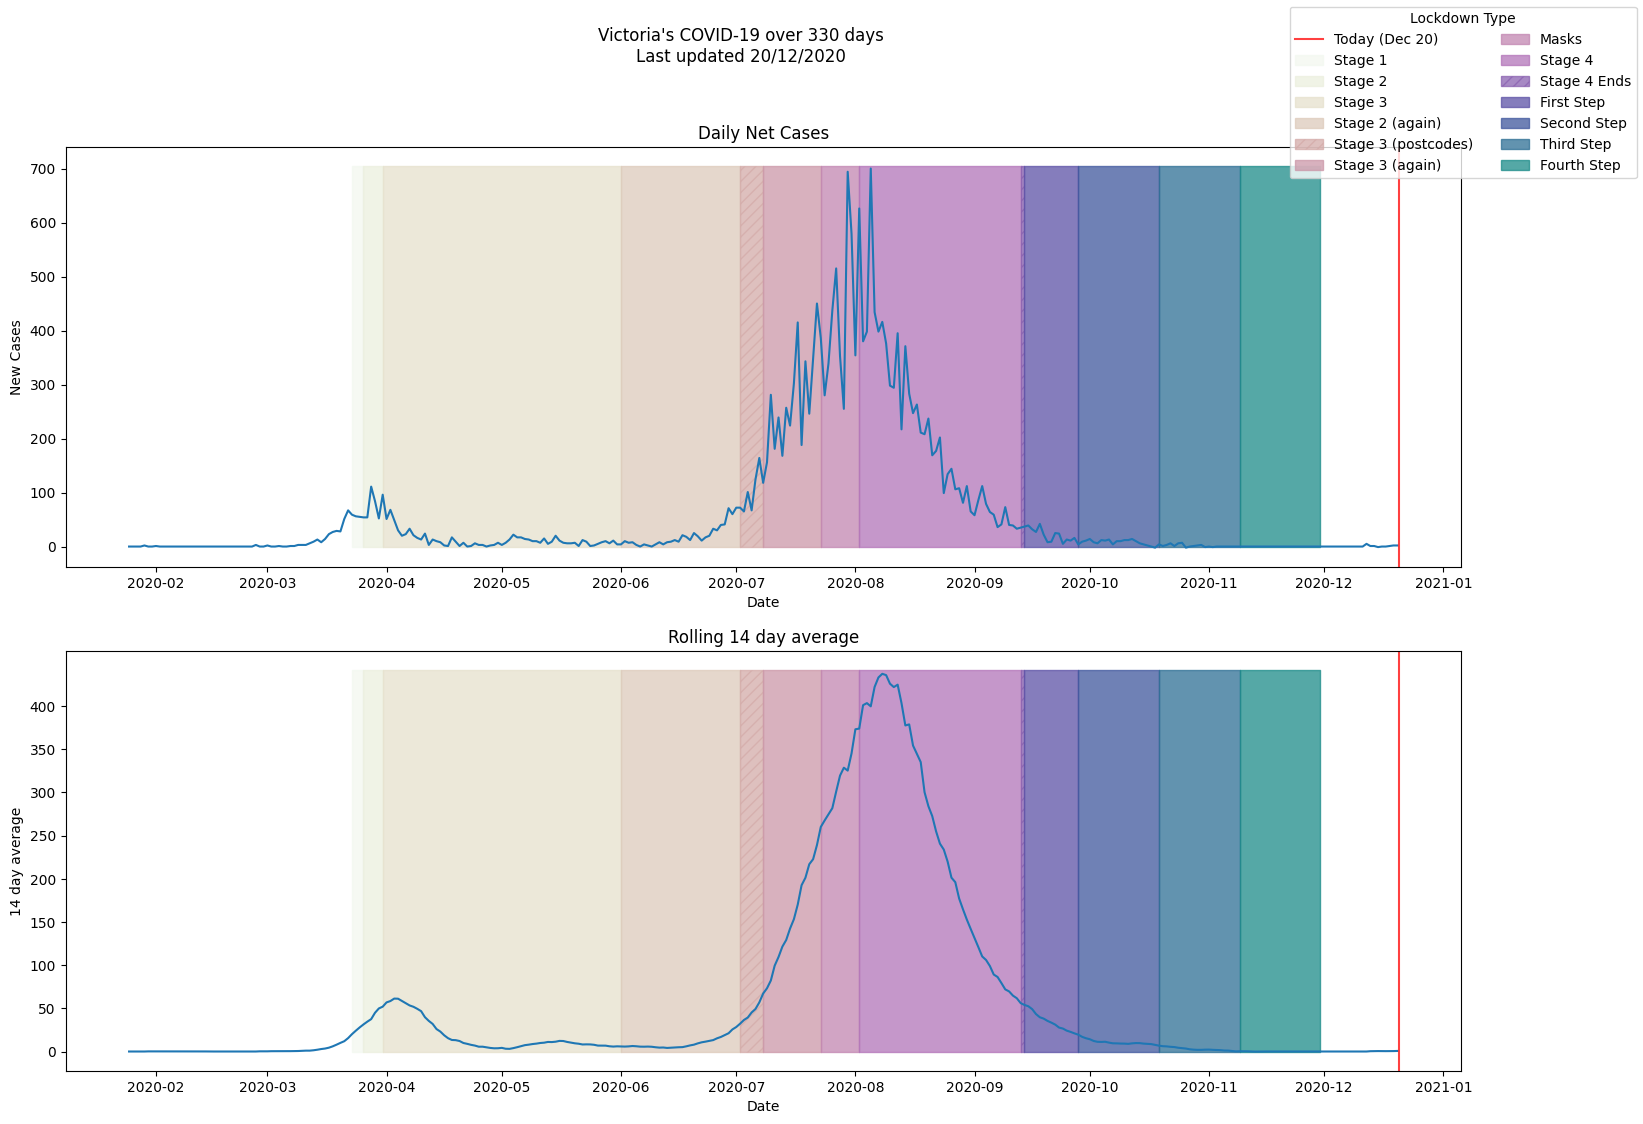 Victoria's COVID-19 over 330 days
Last updated 20/12/2020
Lockdown Type
Today (Dec 20)
Stage 1
Stage 2
Stage 3
Stage 2 (again)
Stage 3 (postcodes)
Stage 3 (again)
Masks
Stage 4
Stage 4 Ends
First Step
Second Step
Third Step
Fourth Step
Daily Net Cases
New Cases
700
600
500
400
300
200
100
0
2020-02 2020-03 2020-04 2020-05 2020-06 2020-07 2020-08 2020-09 2020-10 2020-11 2020-12 2021-01
Date
Rolling 14 day average
14 day average
400
350
300
250
200
150
100
50
0
2020-02 2020-03 2020-04 2020-05 2020-06 2020-07 2020-08 2020-09 2020-10 2020-11 2020-12 2021-01
Date